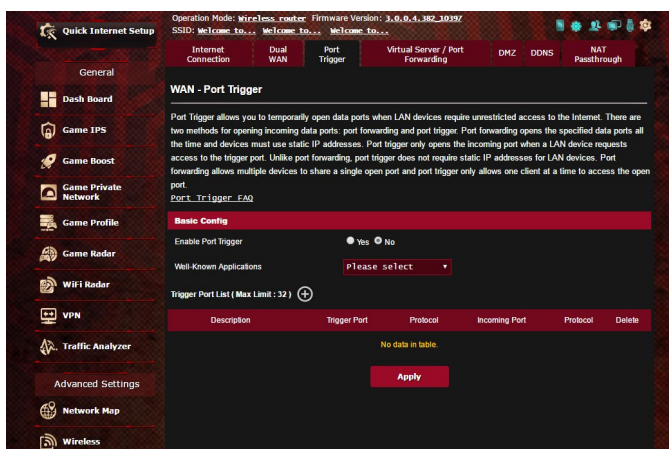 Quick Internet Setup
Operation Mode: Wireless router Firmware Version: 3.0.0.4.382_10397
SSID: Welcome to... Welcome to... Welcome to...
Internet Connection
Dual WAN
Port Trigger
Virtual Server / Port Forwarding
DMZ
DDNS
NAT Passthrough
General
Dash Board
Game IPS
Game Boost
Game Private
Network
Game Profile
Game Radar
WiFi Radar
VPN
Traffic Analyzer
Advanced Settings
Network Map
Wireless
WAN - Port Trigger
Port Trigger allows you to temporarily open data ports when LAN devices require unrestricted access to the Internet. There are
two methods for opening incoming data ports: port forwarding and port trigger. Port forwarding opens the specified data ports all
the time and devices must use static IP addresses. Port trigger only opens the incoming port when a LAN device requests
access to the trigger port. Unlike port forwarding, port trigger does not require static IP addresses for LAN devices. Port
forwarding allows multiple devices to share a single open port and port trigger only allows one client at a time to access the open
port.
Port Trigger FAQ
Basic Config
Enable Port Trigger Yes No
Well-Known Applications Please select
Trigger Port List ( Max Limit : 32 )
Description Trigger Port Protocol Incoming Port Protocol Delete
No data in table.
Apply